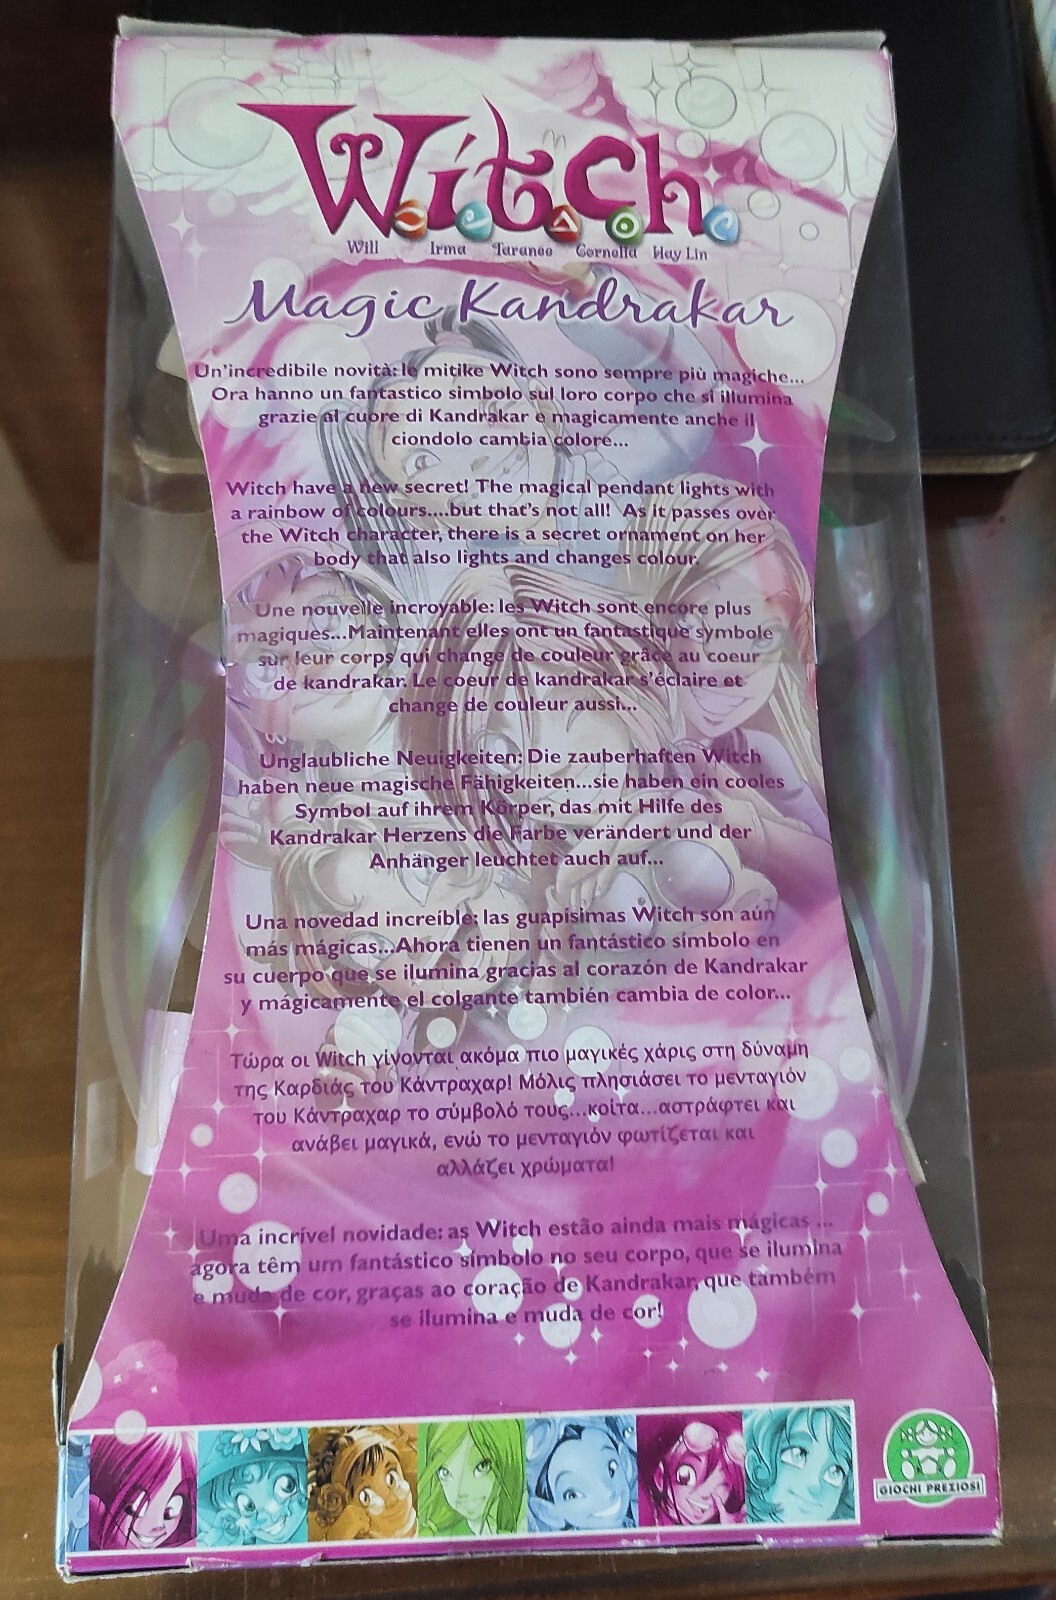 Witch
Will Irma Taranee Cornelia Hay Lin
Magic Kandrakar
Un'incredibile novità: le mitike Witch sono sempre più magiche...
Ora hanno un fantastico simbolo sul loro corpo che si illumina
grazie al cuore di Kandrakar e magicamente anche il
ciondolo cambia colore...
Witch have a new secret! The magical pendant lights with
a rainbow of colours....but that's not all! As it passes over
the Witch character, there is a secret ornament on her
body that also lights and changes colour.
Une nouvelle incroyable: les Witch sont encore plus
magiques...Maintenant elles ont un fantastique symbole
sur leur corps qui change de couleur grâce au coeur
de kandrakar. Le coeur de kandrakar s'éclaire et
change de couleur aussi...
Unglaubliche Neuigkeiten: Die zauberhaften Witch
haben neue magische Fähigkeiten...sie haben ein cooles
Symbol auf ihrem Körper, das mit Hilfe des
Kandrakar Herzens die Farbe verändert und der
Anhänger leuchtet auch auf...
Una novedad increíble: las guapísimas Witch son aún
más mágicas...Ahora tienen un fantástico símbolo en
su cuerpo que se ilumina gracias al corazón de Kandrakar
y mágicamente el colgante también cambia de color...
Τώρα οι Witch γίνονται ακόμα πιο μαγικές χάρις στη δύναμη
της Καρδιάς του Κάντραχαρ! Μόλις πλησιάσει το μενταγιόν
του Κάντραχαρ το σύμβολό τους...κοίτα...αστράφτει και
ανάβει μαγικά, ενώ το μενταγιόν φωτίζεται και
αλλάζει χρώματα!
Uma incrível novidade: as Witch estão ainda mais mágicas ...
agora têm um fantástico símbolo no seu corpo, que se ilumina
e muda de cor, graças ao coração de Kandrakar, que também
se ilumina e muda de cor!
GIOCHI PREZIOSI